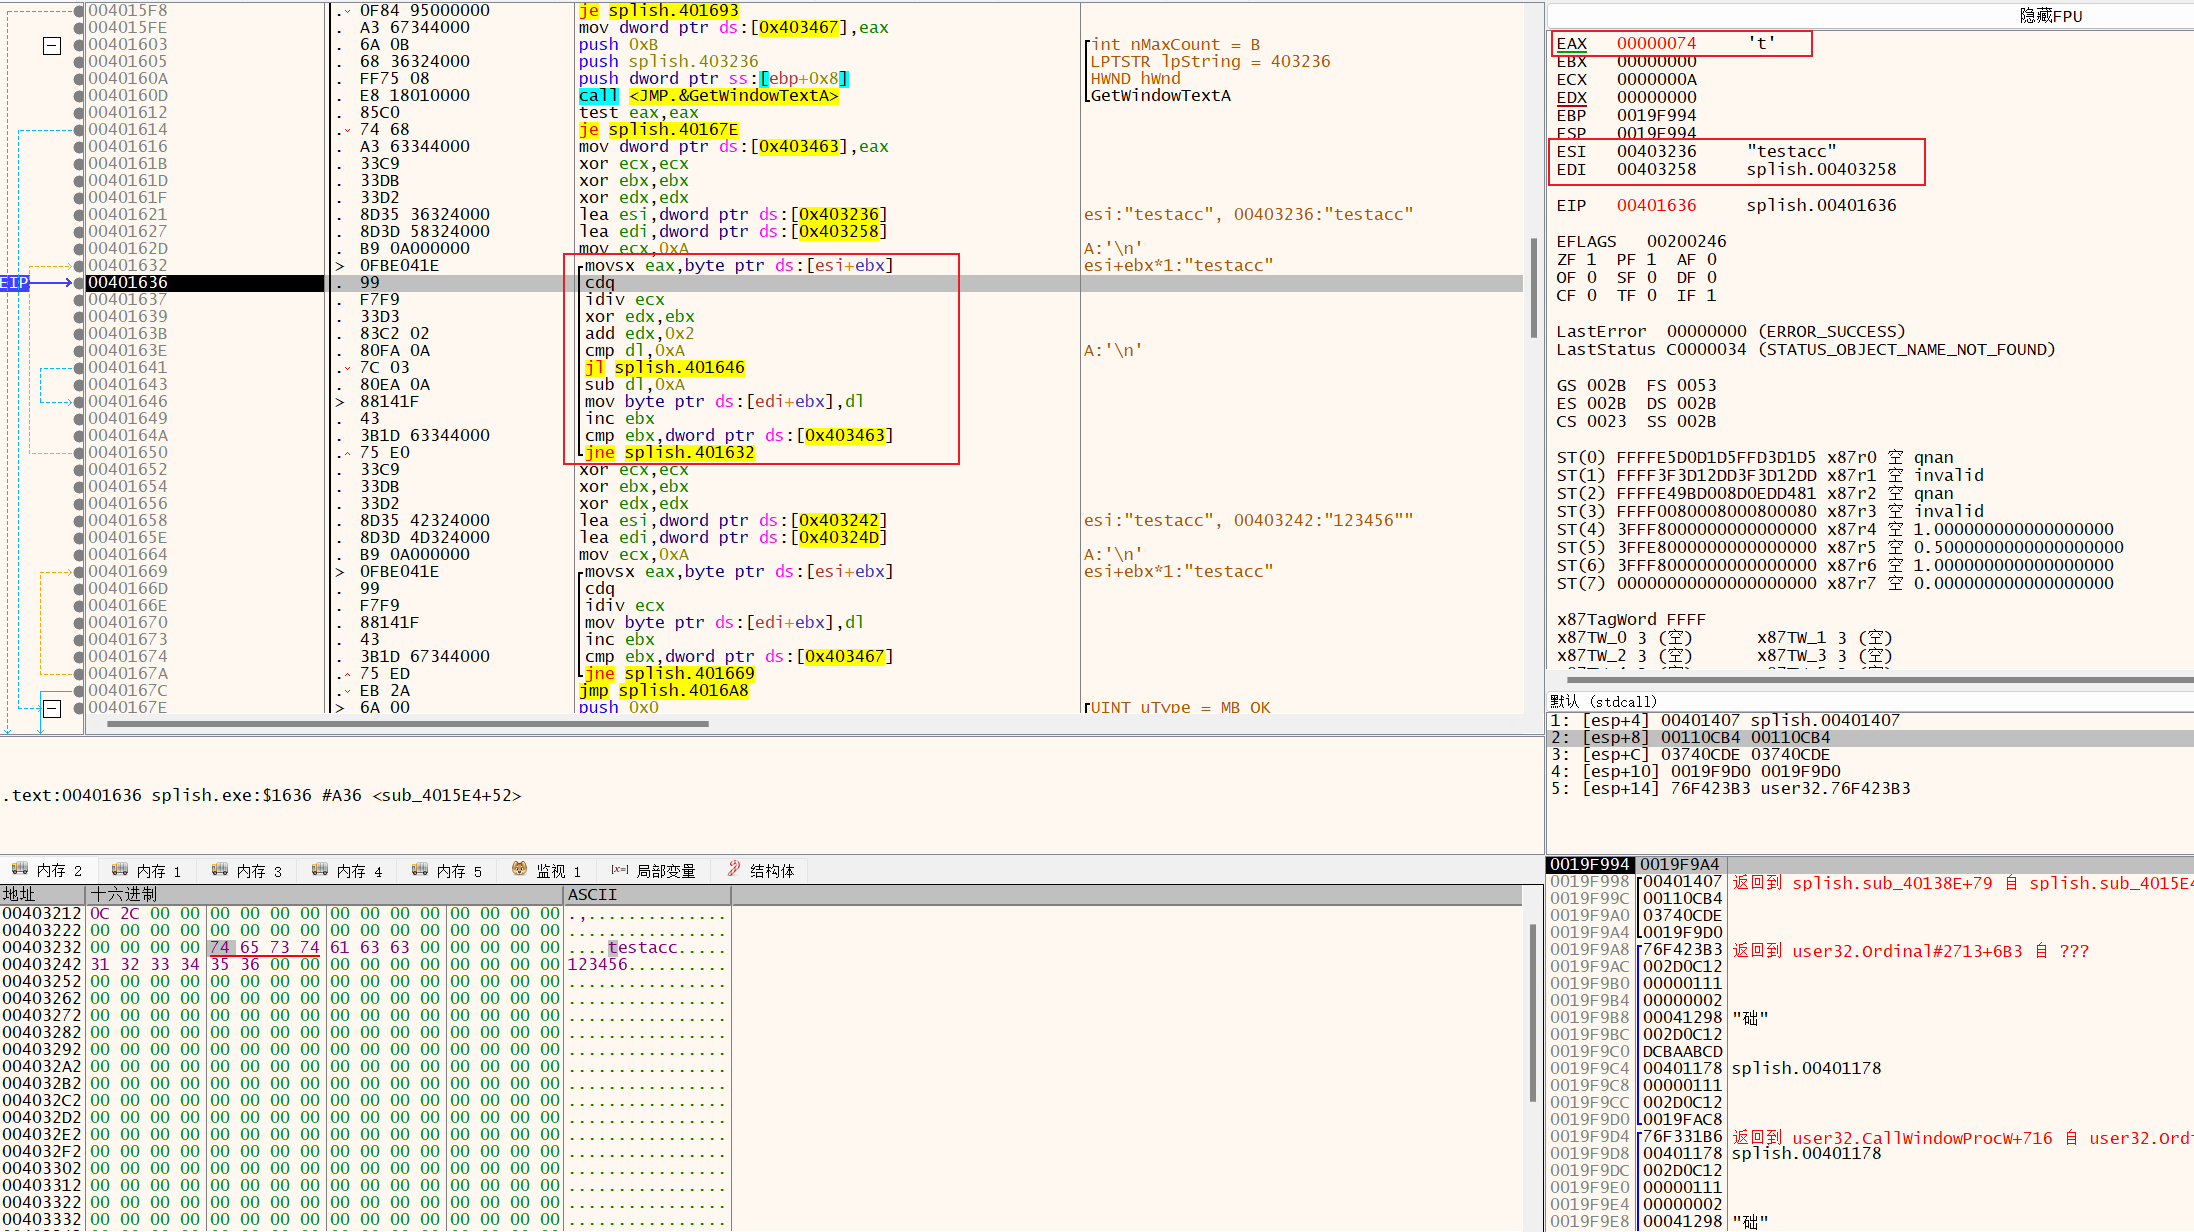 004015F8 . 0F84 95000000 je splish.401693
004015FE . A3 67344000 mov dword ptr ds:[0x403467],eax
00401603 . 6A 0B push 0xB int nMaxCount = B
00401605 . 68 36324000 push splish.403236 LPTSTR lpString = 403236
0040160A . FF75 08 push dword ptr ss:[ebp+0x8] HWND hWnd
0040160D . E8 18010000 call <JMP.&GetWindowTextA> GetWindowTextA
00401612 . 85C0 test eax,eax
00401614 . 74 68 je splish.40167E
00401616 . A3 63344000 mov dword ptr ds:[0x403463],eax
0040161B . 33C9 xor ecx,ecx
0040161D . 33DB xor ebx,ebx
0040161F . 33D2 xor edx,edx
00401621 . 8D35 36324000 lea esi,dword ptr ds:[0x403236] esi:"testacc", 00403236:"testacc"
00401627 . 8D3D 58324000 lea edi,dword ptr ds:[0x403258]
0040162D . B9 0A000000 mov ecx,0xA A:'\n'
00401632 > 0FBE041E movsx eax,byte ptr ds:[esi+ebx] esi+ebx*1:"testacc"
EIP 00401636 . 99 cdq
00401637 . F7F9 idiv ecx
00401639 . 33D3 xor edx,ebx
0040163B . 83C2 02 add edx,0x2
0040163E . 80FA 0A cmp dl,0xA A:'\n'
00401641 . 7C 03 jl splish.401646
00401643 . 80EA 0A sub dl,0xA
00401646 > 88141F mov byte ptr ds:[edi+ebx],dl
00401649 . 43 inc ebx
0040164A . 3B1D 63344000 cmp ebx,dword ptr ds:[0x403463]
00401650 . 75 E0 jne splish.401632
00401652 . 33C9 xor ecx,ecx
00401654 . 33DB xor ebx,ebx
00401656 . 33D2 xor edx,edx
00401658 . 8D35 42324000 lea esi,dword ptr ds:[0x403242] esi:"testacc", 00403242:"123456""
0040165E . 8D3D 4D324000 lea edi,dword ptr ds:[0x40324D]
00401664 . B9 0A000000 mov ecx,0xA A:'\n'
00401669 > 0FBE041E movsx eax,byte ptr ds:[esi+ebx] esi+ebx*1:"testacc"
0040166D . 99 cdq
0040166E . F7F9 idiv ecx
00401670 . 88141F mov byte ptr ds:[edi+ebx],dl
00401673 . 43 inc ebx
00401674 . 3B1D 67344000 cmp ebx,dword ptr ds:[0x403467]
0040167A . 75 ED jne splish.401669
0040167C . EB 2A jmp splish.4016A8
0040167E > 6A 00 push 0x0 UINT uType = MB_OK
隐藏FPU
EAX 00000074 't'
EBX 00000000
ECX 0000000A
EDX 00000000
EBP 0019F994
ESP 0019F994
ESI 00403236 "testacc"
EDI 00403258 splish.00403258
EIP 00401636 splish.00401636
EFLAGS 00200246
ZF 1 PF 1 AF 0
OF 0 SF 0 DF 0
CF 0 TF 0 IF 1
LastError 00000000 (ERROR_SUCCESS)
LastStatus C0000034 (STATUS_OBJECT_NAME_NOT_FOUND)
GS 002B FS 0053
ES 002B DS 002B
CS 0023 SS 002B
ST(0) FFFFE5D0D1D5FFD3D1D5 x87r0 空 qnan
ST(1) FFFF3F3D12DD3F3D12DD x87r1 空 invalid
ST(2) FFFFE49BD008D0EDD481 x87r2 空 qnan
ST(3) FFFF0080008000800080 x87r3 空 invalid
ST(4) 3FFF8000000000000000 x87r4 空 1.000000000000000000
ST(5) 3FFE8000000000000000 x87r5 空 0.5000000000000000000
ST(6) 3FFF8000000000000000 x87r6 空 1.000000000000000000
ST(7) 00000000000000000000 x87r7 空 0.000000000000000000
x87TagWord FFFF
x87TW_0 3 (空) x87TW_1 3 (空)
x87TW_2 3 (空) x87TW_3 3 (空)
默认 (stdcall)
1: [esp+4] 00401407 splish.00401407
2: [esp+8] 00110CB4 00110CB4
3: [esp+C] 03740CDE 03740CDE
4: [esp+10] 0019F9D0 0019F9D0
5: [esp+14] 76F423B3 user32.76F423B3
.text:00401636 splish.exe:$1636 #A36 <sub_4015E4+52>
内存 2 内存 1 内存 3 内存 4 内存 5 监视 1 [x=] 局部变量 结构体
地址 十六进制 ASCII
00403212 0C 2C 00 00 00 00 00 00 00 00 00 00 00 00 00 00 .,..............
00403222 00 00 00 00 00 00 00 00 00 00 00 00 00 00 00 00 ................
00403232 00 00 00 00 74 65 73 74 61 63 63 00 00 00 00 00 ....testacc.....
00403242 31 32 33 34 35 36 00 00 00 00 00 00 00 00 00 00 123456..........
00403252 00 00 00 00 00 00 00 00 00 00 00 00 00 00 00 00 ................
00403262 00 00 00 00 00 00 00 00 00 00 00 00 00 00 00 00 ................
00403272 00 00 00 00 00 00 00 00 00 00 00 00 00 00 00 00 ................
00403282 00 00 00 00 00 00 00 00 00 00 00 00 00 00 00 00 ................
00403292 00 00 00 00 00 00 00 00 00 00 00 00 00 00 00 00 ................
004032A2 00 00 00 00 00 00 00 00 00 00 00 00 00 00 00 00 ................
004032B2 00 00 00 00 00 00 00 00 00 00 00 00 00 00 00 00 ................
004032C2 00 00 00 00 00 00 00 00 00 00 00 00 00 00 00 00 ................
004032D2 00 00 00 00 00 00 00 00 00 00 00 00 00 00 00 00 ................
004032E2 00 00 00 00 00 00 00 00 00 00 00 00 00 00 00 00 ................
004032F2 00 00 00 00 00 00 00 00 00 00 00 00 00 00 00 00 ................
00403302 00 00 00 00 00 00 00 00 00 00 00 00 00 00 00 00 ................
00403312 00 00 00 00 00 00 00 00 00 00 00 00 00 00 00 00 ................
00403322 00 00 00 00 00 00 00 00 00 00 00 00 00 00 00 00 ................
00403332 00 00 00 00 00 00 00 00 00 00 00 00 00 00 00 00 ................
0019F994 0019F9A4
0019F998 00401407 返回到 splish.sub_40138E+79 自 splish.sub_4015E4
0019F99C 00110CB4
0019F9A0 03740CDE
0019F9A4 0019F9D0
0019F9A8 76F423B3 返回到 user32.Ordinal#2713+6B3 自 ???
0019F9AC 002D0C12
0019F9B0 00000111
0019F9B4 00000002
0019F9B8 00041298 "础"
0019F9BC 002D0C12
0019F9C0 DCBAABCD
0019F9C4 00401178 splish.00401178
0019F9C8 00000111
0019F9CC 002D0C12
0019F9D0 0019FAC8
0019F9D4 76F331B6 返回到 user32.CallWindowProcW+716 自 user32.Ord
0019F9D8 00401178 splish.00401178
0019F9DC 002D0C12
0019F9E0 00000111
0019F9E4 00000002
0019F9E8 00041298 "础"